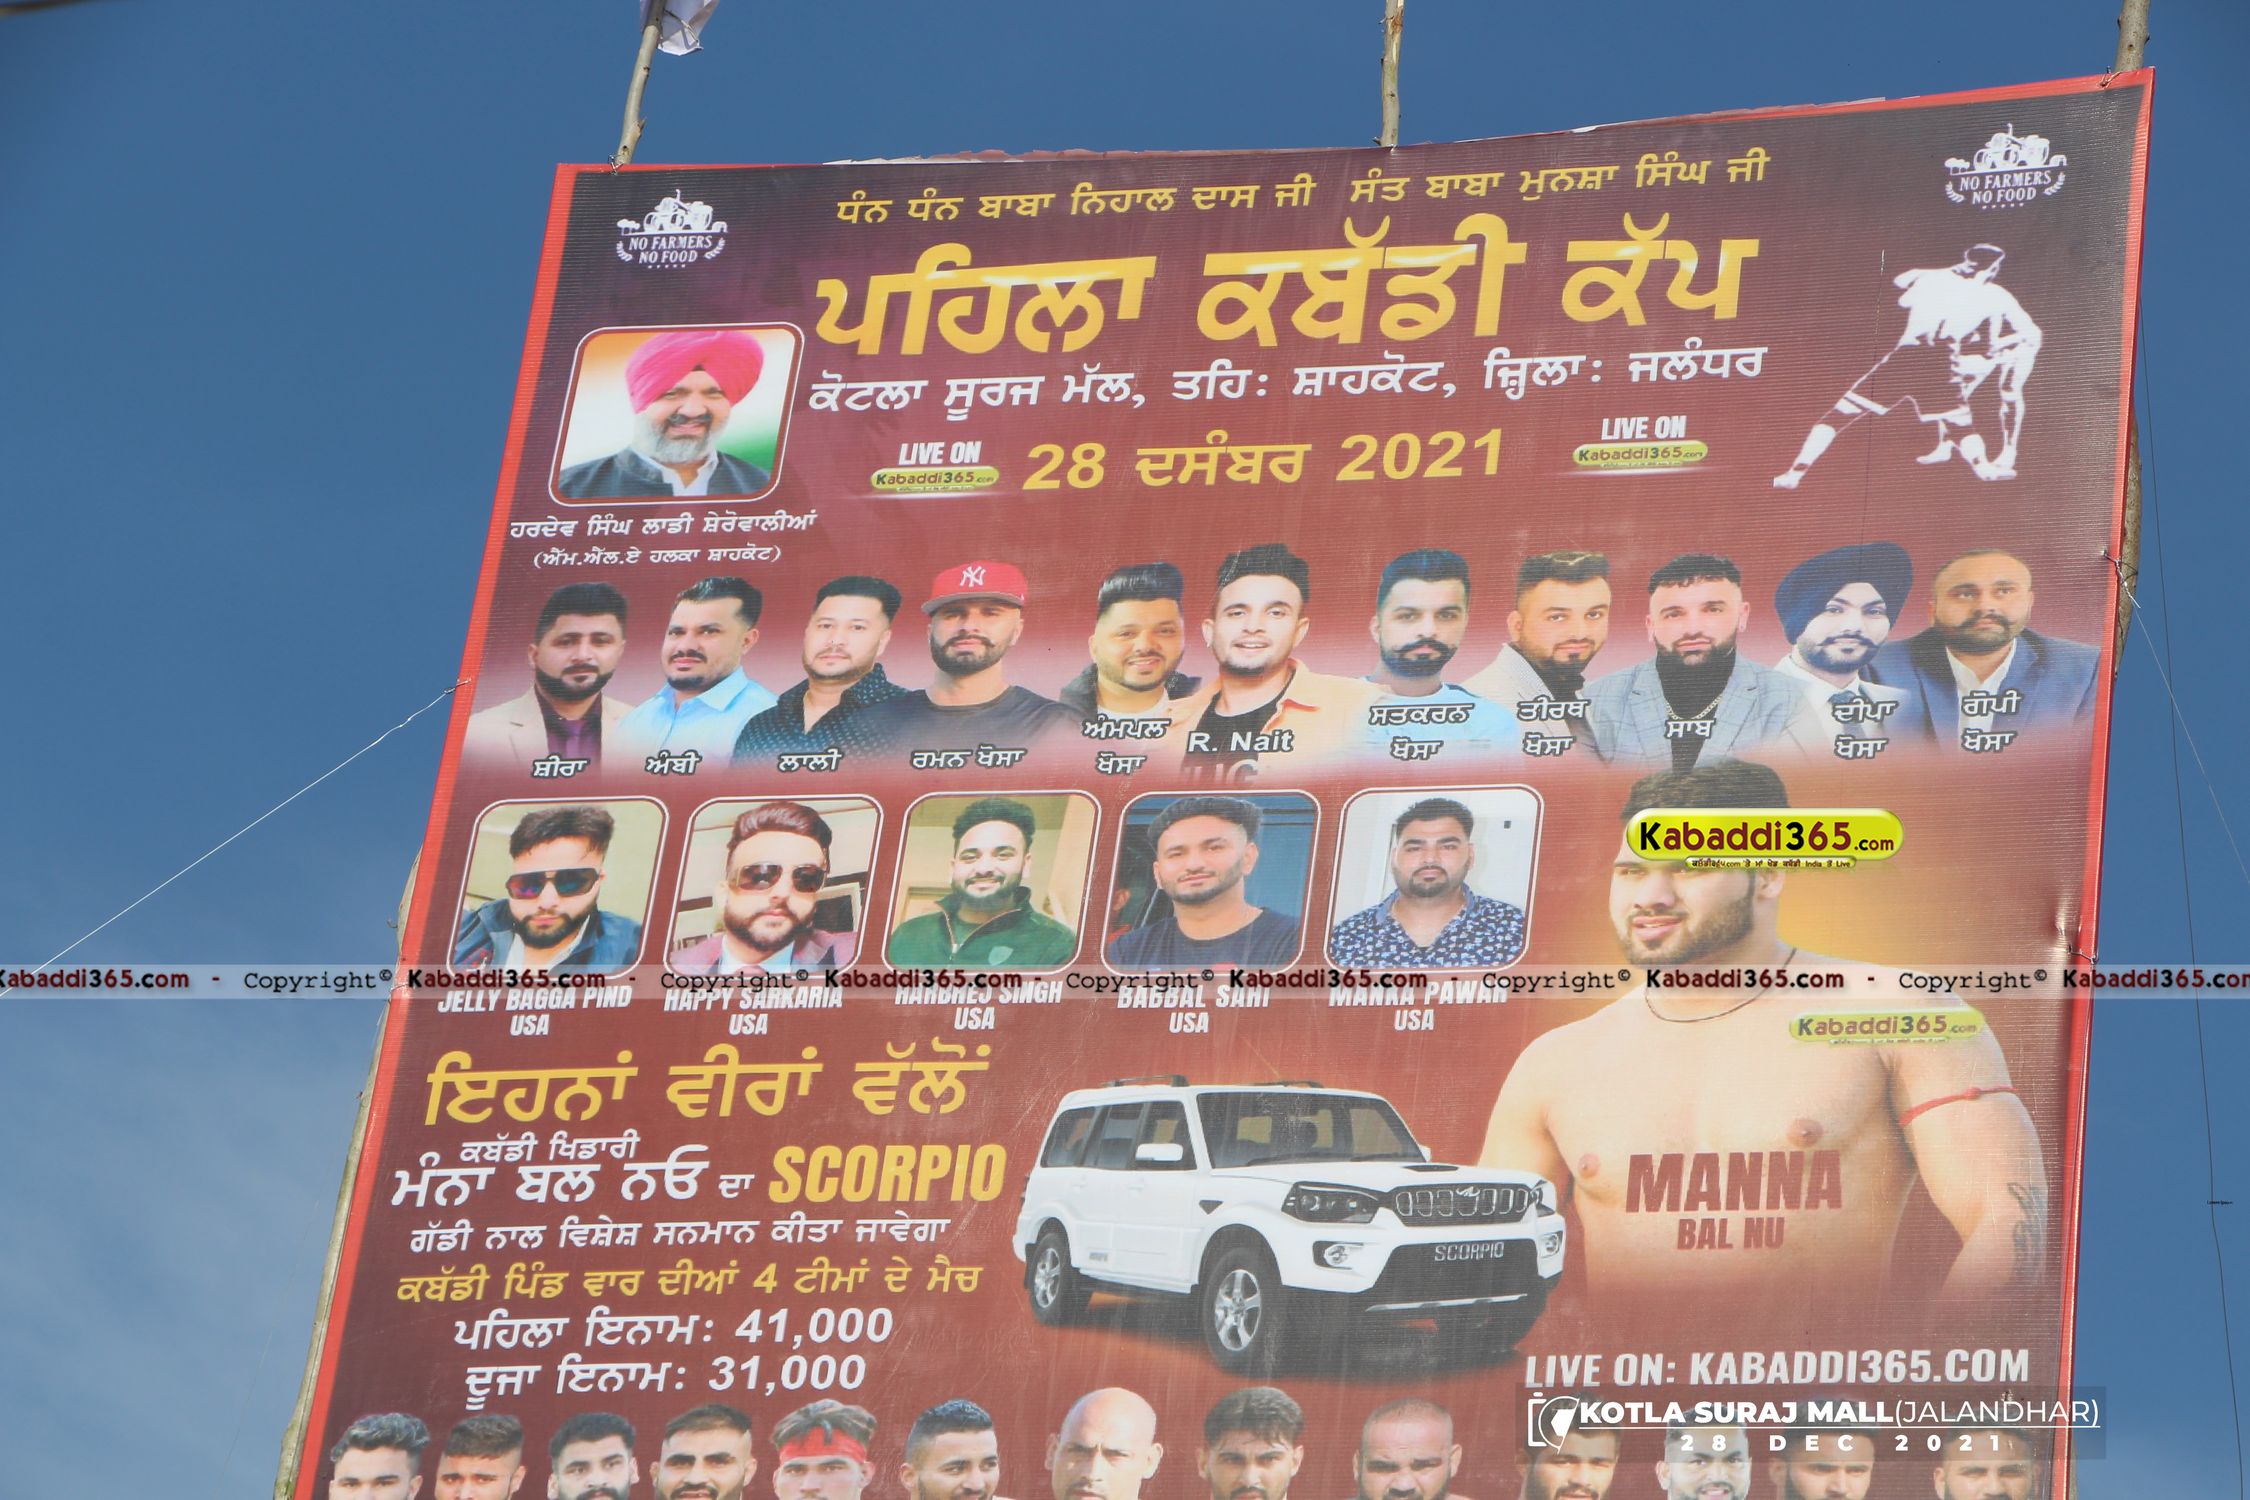 ਧੰਨ ਧੰਨ ਬਾਬਾ ਨਿਹਾਲ ਦਾਸ ਜੀ ਸੰਤ ਬਾਬਾ ਮੁਨਸ਼ਾ ਸਿੰਘ ਜੀ
NO FARMERS
NO FOOD
NO FARMERS
NO FOOD
ਪਹਿਲਾ ਕਬੱਡੀ ਕੱਪ
ਕੋਟਲਾ ਸੂਰਜ ਮੱਲ, ਤਹਿ: ਸ਼ਾਹਕੋਟ, ਜ਼੍ਹਿਲਾ: ਜਲੰਧਰ
LIVE ON
Kabaddi365.com
28 ਦਸੰਬਰ 2021
LIVE ON
Kabaddi365.com
ਹਰਦੇਵ ਸਿੰਘ ਲਾਡੀ ਸ਼ੇਰੋਵਾਲੀਆਂ
(ਐੱਮ.ਐੱਲ.ਏ ਹਲਕਾ ਸ਼ਾਹਕੋਟ)
NY
ਸ਼ੀਰਾ
ਅੰਬੀ
ਲਾਲੀ
ਰਮਨ ਖੋਸਾ
ਅੰਮਪਲ
ਖੋਸਾ
R. Nait
ਸਤਕਰਨ
ਖੋਸਾ
ਤੀਰਥ
ਖੋਸਾ
ਸਾਬ
ਦੀਪਾ
ਖੋਸਾ
ਗੋਪੀ
ਖੋਸਾ
Kabaddi365.com
Kabaddi365.com - Copyright© Kabaddi365.com - Copyright© Kabaddi365.com - Copyright© Kabaddi365.com - Copyright© Kabaddi365.com - Copyright© Kabaddi365.com
JELLY BAGGA PIND
USA
HAPPY SARKARIA
USA
HARBHEJ SINGH
USA
BABBAL SAHI
USA
MANKA PAWAR
USA
Kabaddi365.com
ਇਹਨਾਂ ਵੀਰਾਂ ਵੱਲੋਂ
ਕਬੱਡੀ ਖਿਡਾਰੀ
ਮੰਨਾ ਬਲ ਨਓ ਦਾ SCORPIO
ਗੱਡੀ ਨਾਲ ਵਿਸ਼ੇਸ਼ ਸਨਮਾਨ ਕੀਤਾ ਜਾਵੇਗਾ
ਕਬੱਡੀ ਪਿੰਡ ਵਾਰ ਦੀਆਂ 4 ਟੀਮਾਂ ਦੇ ਮੈਚ
ਪਹਿਲਾ ਇਨਾਮ: 41,000
ਦੂਜਾ ਇਨਾਮ: 31,000
SCORPIO
MANNA
BAL NU
LIVE ON: KABADDI365.COM
KOTLA SURAJ MALL(JALANDHAR)
28 DEC 2021